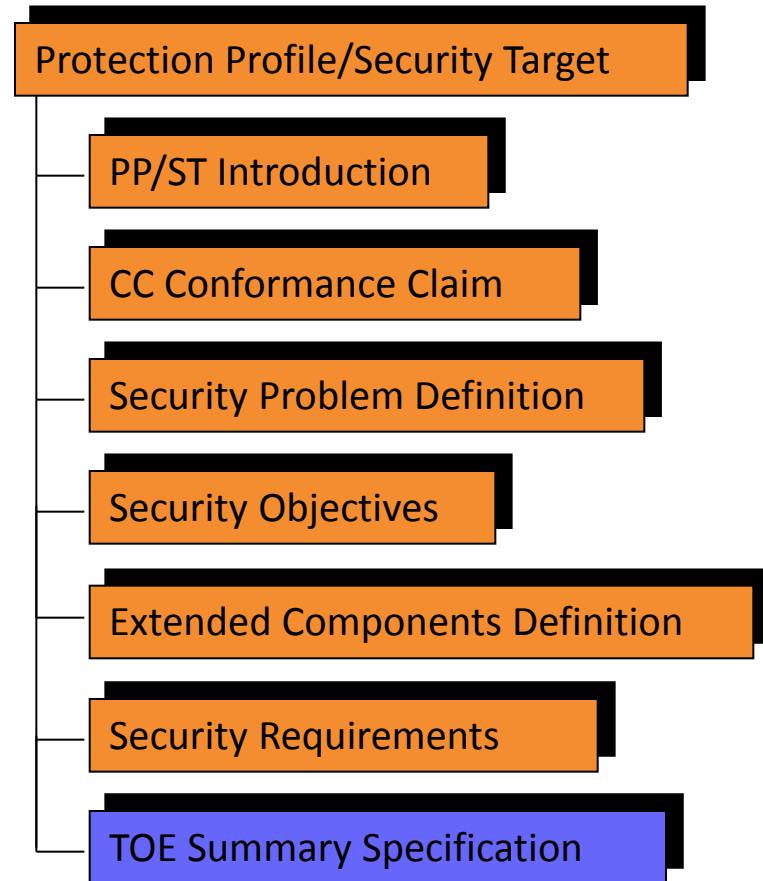 Protection Profile/Security Target
PP/ST Introduction
CC Conformance Claim
Security Problem Definition
Security Objectives
Extended Components Definition
Security Requirements
TOE Summary Specification